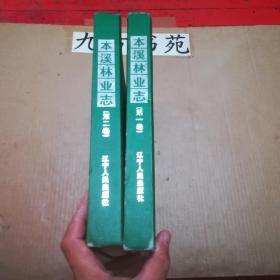 九
书苑
本溪林业志
（第二卷）
辽宁人民出版社
本溪林业志
（第一卷）
辽宁人民出版社